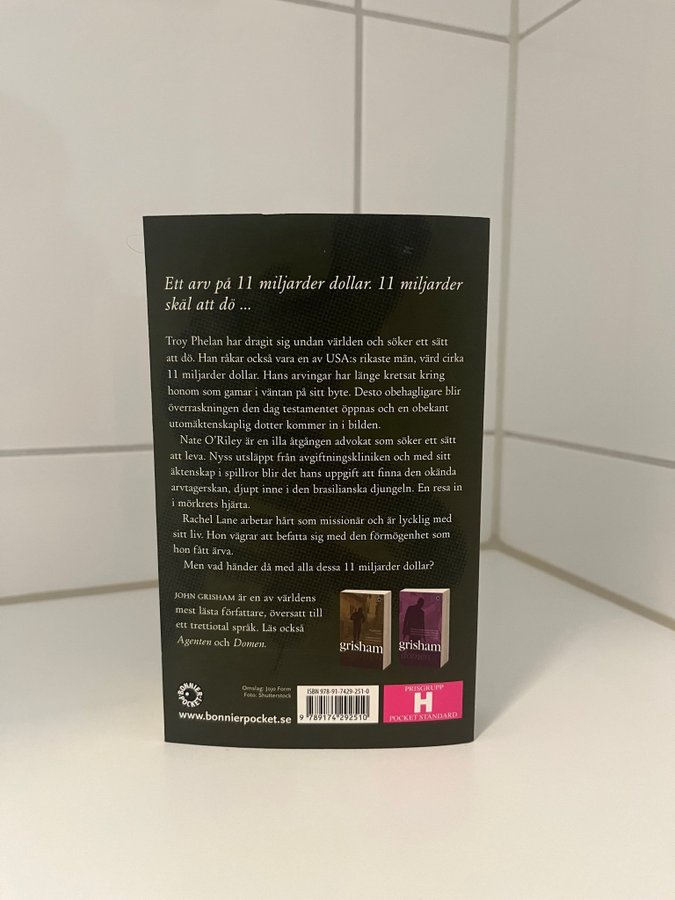 Ett arv på 11 miljarder dollar. 11 miljarder
skäl att dö ...
Troy Phelan har dragit sig undan världen och söker ett sätt
att dö. Han råkar också vara en av USA:s rikaste män, värd cirka
11 miljarder dollar. Hans arvingar har länge kretsat kring
honom som gamar i väntan på sitt byte. Desto obehagligare blir
överraskningen den dag testamentet öppnas och en obekant
utomäktenskaplig dotter kommer in i bilden.
Nate O'Riley är en illa åtgången advokat som söker ett sätt
att leva. Nyss utsläppt från avgiftningskliniken och med sitt
äktenskap i spillror blir det hans uppgift att finna den okända
arvtagerskan, djupt inne i den brasilianska djungeln. En resa in
i mörkrets hjärta.
Rachel Lane arbetar hårt som missionär och är lycklig med
sitt liv. Hon vägrar att befatta sig med den förmögenhet som
hon fått ärva.
Men vad händer då med alla dessa 11 miljarder dollar?
JOHN GRISHAM är en av världens
mest lästa författare, översatt till
ett trettiotal språk. Läs också
Agenten och Domen.
grisham
grisham
BONNIER
POCKET
Omslag: Jojo Form
Foto: Shutterstock
www.bonnierpocket.se
ISBN 978-91-7429-251-0
9 789174 292510
PRISGRUPP
H
POCKET STANDARD